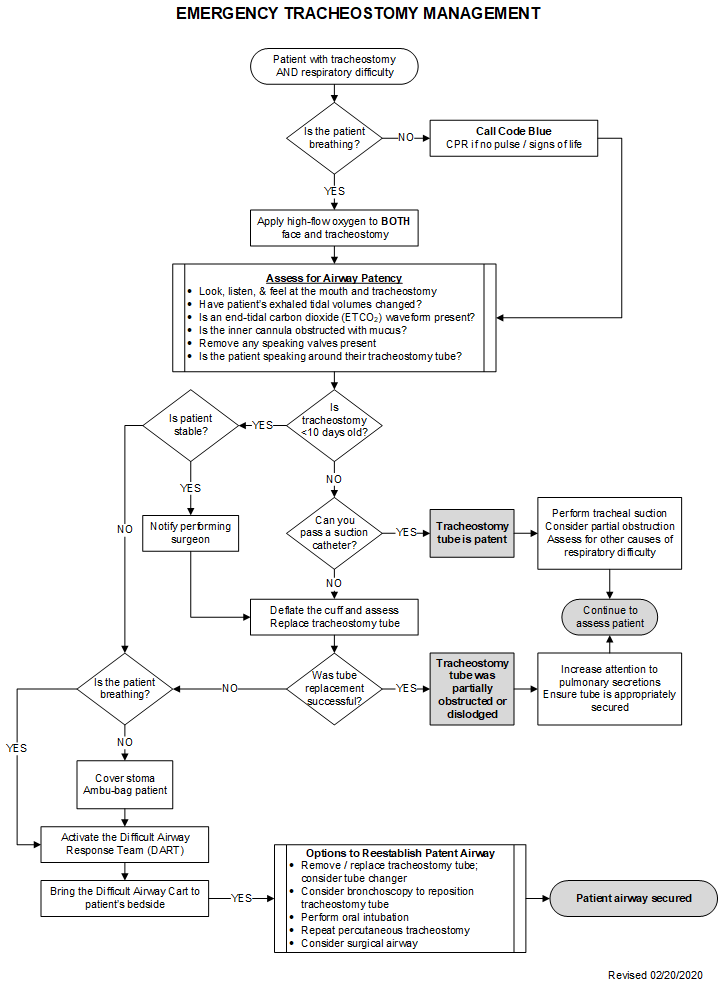 EMERGENCY TRACHEOSTOMY MANAGEMENT
Patient with tracheostomy
AND respiratory difficulty
Is the patient
breathing?
NO
Call Code Blue
CPR if no pulse / signs of life
YES
Apply high-flow oxygen to BOTH
face and tracheostomy
Assess for Airway Patency
• Look, listen, & feel at the mouth and tracheostomy
• Have patient's exhaled tidal volumes changed?
• Is an end-tidal carbon dioxide (ETCO₂) waveform present?
• Is the inner cannula obstructed with mucus?
• Remove any speaking valves present
• Is the patient speaking around their tracheostomy tube?
Is
tracheostomy
<10 days old?
YES
Is patient
stable?
NO
YES
NO
Notify performing
surgeon
Can you
pass a suction
catheter?
YES
Tracheostomy
tube is patent
Perform tracheal suction
Consider partial obstruction
Assess for other causes of
respiratory difficulty
NO
Continue to
assess patient
Deflate the cuff and assess
Replace tracheostomy tube
Was tube
replacement
successful?
YES
Tracheostomy
tube was
partially
obstructed or
dislodged
Increase attention to
pulmonary secretions
Ensure tube is appropriately
secured
NO
Is the patient
breathing?
YES
NO
Cover stoma
Ambu-bag patient
Activate the Difficult Airway
Response Team (DART)
Bring the Difficult Airway Cart to
patient's bedside
YES
Options to Reestablish Patent Airway
• Remove / replace tracheostomy tube;
consider tube changer
• Consider bronchoscopy to reposition
tracheostomy tube
• Perform oral intubation
• Repeat percutaneous tracheostomy
• Consider surgical airway
Patient airway secured
Revised 02/20/2020